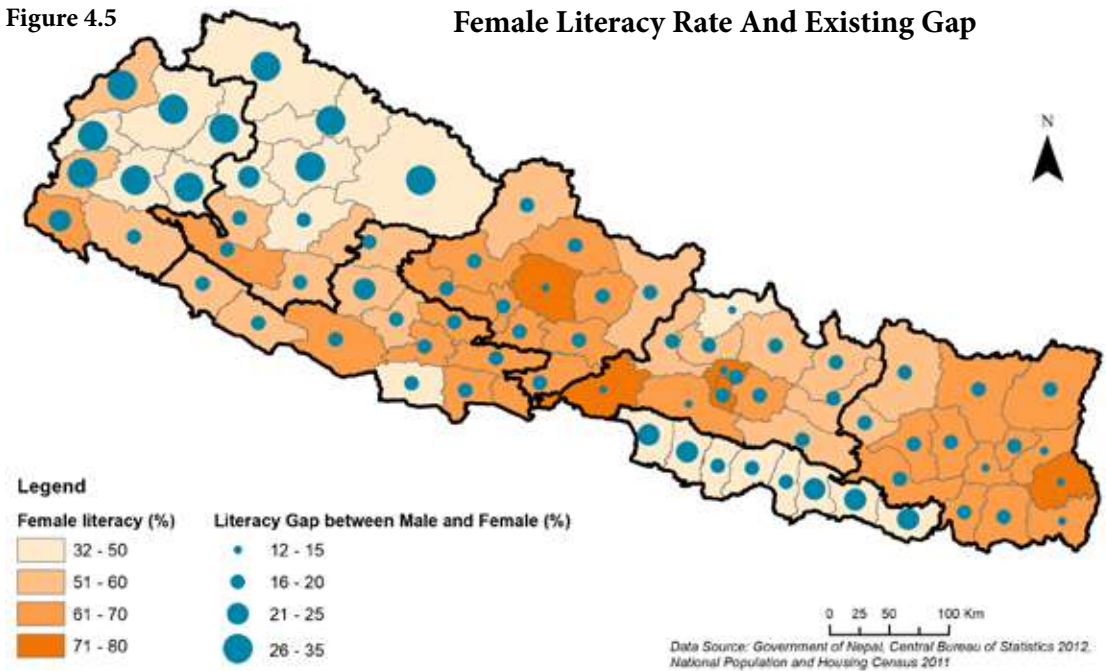 Figure 4.5
Female Literacy Rate And Existing Gap
N
Legend
Female literacy (%)
32 - 50
51 - 60
61 - 70
71 - 80
Literacy Gap between Male and Female (%)
12 - 15
16 - 20
21 - 25
26 - 35
0 25 50 100 Km
Data Source: Government of Nepal, Central Bureau of Statistics 2012,
National Population and Housing Census 2011